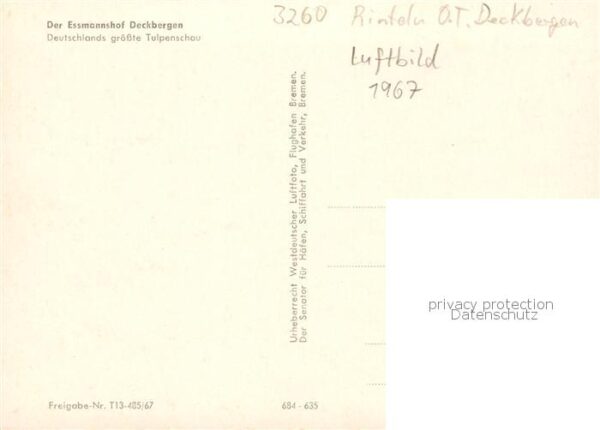 Der Essmannshof Deckbergen
Deutschlands größte Tulpenschau
3260 Rinteln O.T. Deckbergen
Luftbild
1967
Urheberrecht Westdeutscher Luftfoto, Flughafen Bremen.
Der Senator für Häfen, Schiffahrt und Verkehr, Bremen.
privacy protection
Datenschutz
Freigabe-Nr. T13-485/67
684 - 635